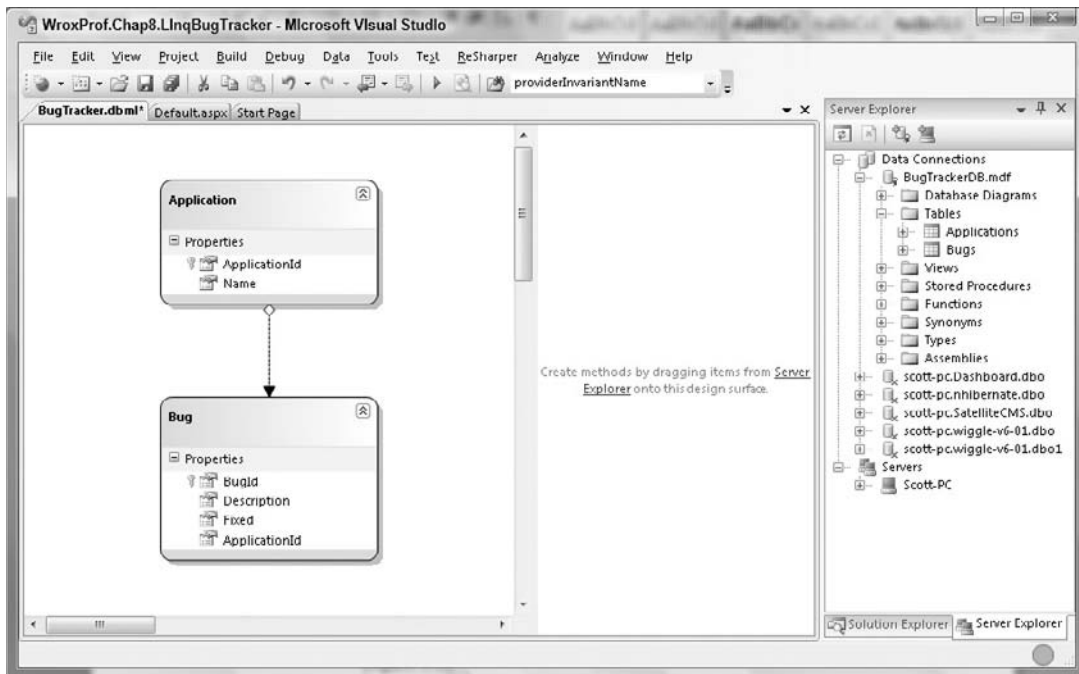 WroxProf.Chap8.LinqBugTracker - Microsoft Visual Studio
File Edit View Project Build Debug Data Tools Test ReSharper Analyze Window Help
providerInvariantName
BugTracker.dbml* Default.aspx Start Page
Application
Properties
ApplicationId
Name
Bug
Properties
BugId
Description
Fixed
ApplicationId
Create methods by dragging items from Server
Explorer onto this design surface.
Server Explorer
Data Connections
BugTrackerDB.mdf
Database Diagrams
Tables
Applications
Bugs
Views
Stored Procedures
Functions
Synonyms
Types
Assemblies
scott-pc.Dashboard.dbo
scott-pc.nhibernate.dbo
scott-pc.SatelliteCMS.dbo
scott-pc.wiggle-v6-01.dbo
scott-pc.wiggle-v6-01.dbo1
Servers
Scott-PC
Solution Explorer Server Explorer